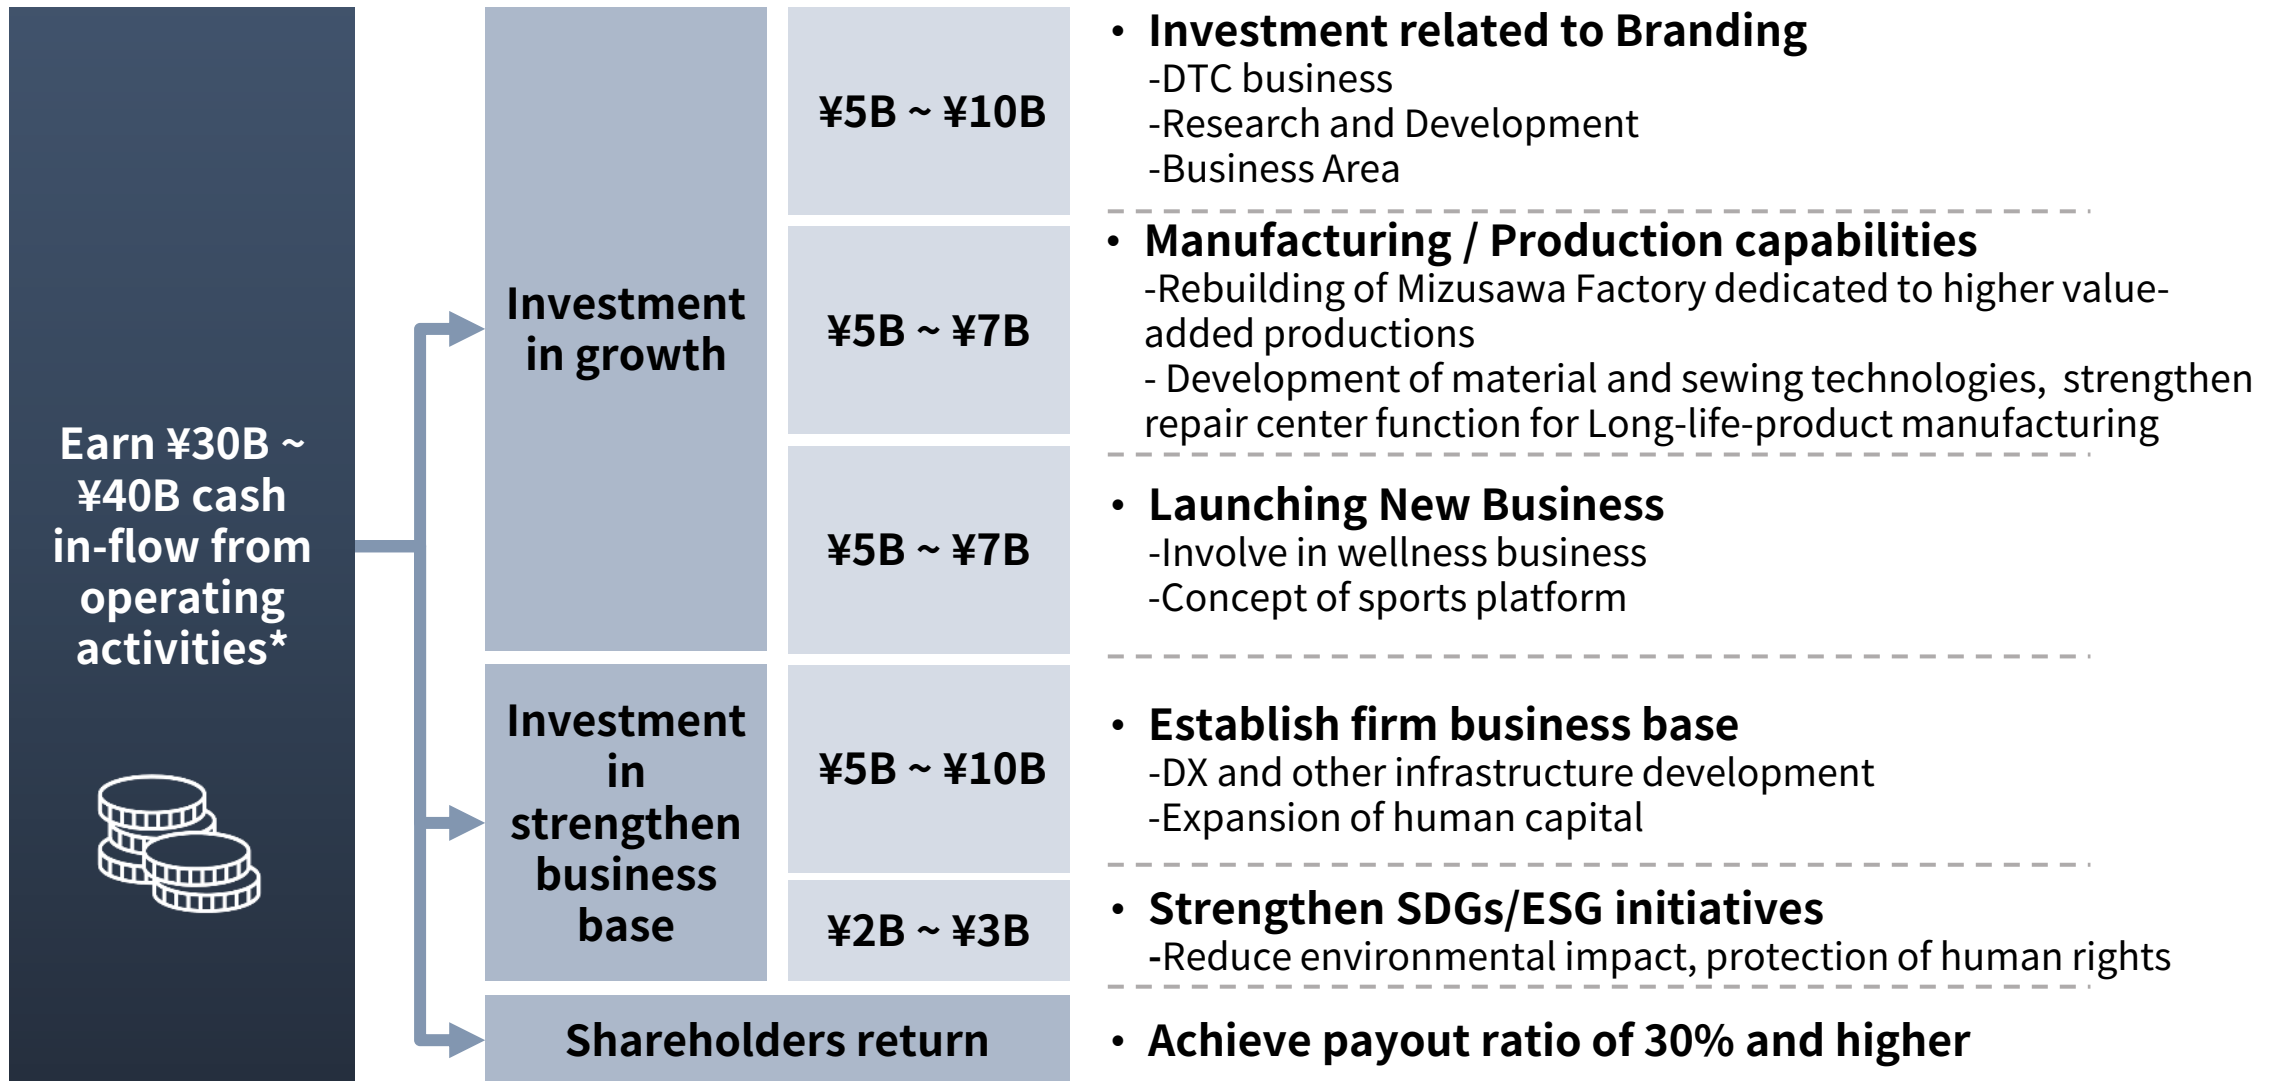 Earn ¥30B ~
¥40B cash
in-flow from
operating
activities*
Investment
in growth
¥5B ~ ¥10B
• Investment related to Branding
-DTC business
-Research and Development
-Business Area
¥5B ~ ¥7B
• Manufacturing / Production capabilities
-Rebuilding of Mizusawa Factory dedicated to higher value-
added productions
- Development of material and sewing technologies, strengthen
repair center function for Long-life-product manufacturing
¥5B ~ ¥7B
• Launching New Business
-Involve in wellness business
-Concept of sports platform
Investment
in
strengthen
business
base
¥5B ~ ¥10B
• Establish firm business base
-DX and other infrastructure development
-Expansion of human capital
¥2B ~ ¥3B
• Strengthen SDGs/ESG initiatives
-Reduce environmental impact, protection of human rights
Shareholders return
• Achieve payout ratio of 30% and higher